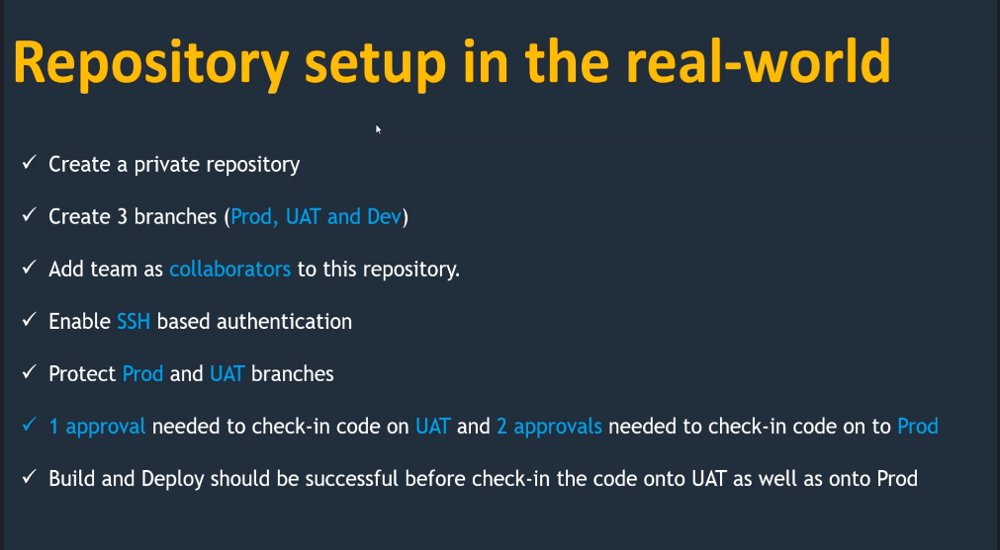 Repository setup in the real-world
✓ Create a private repository
✓ Create 3 branches (Prod, UAT and Dev)
✓ Add team as collaborators to this repository.
✓ Enable SSH based authentication
✓ Protect Prod and UAT branches
✓ 1 approval needed to check-in code on UAT and 2 approvals needed to check-in code on to Prod
✓ Build and Deploy should be successful before check-in the code onto UAT as well as onto Prod